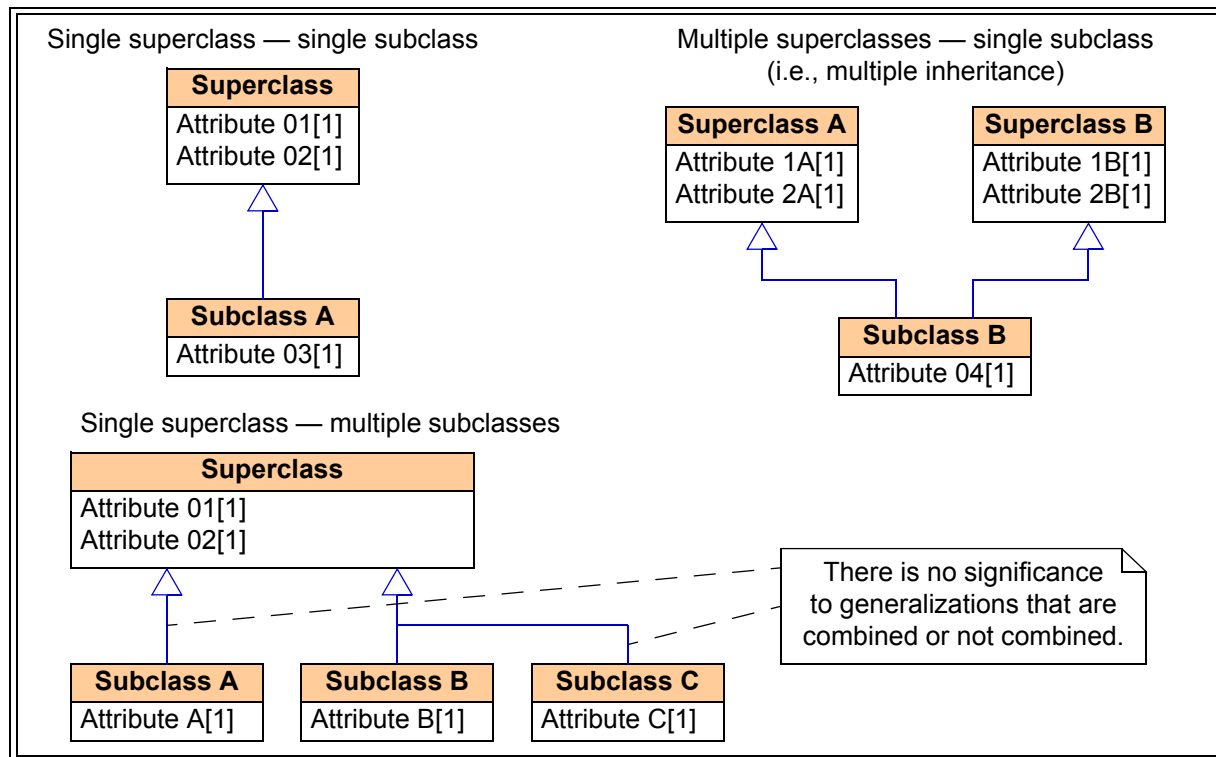 Single superclass — single subclass
Superclass
Attribute 01[1]
Attribute 02[1]
Subclass A
Attribute 03[1]
Multiple superclasses — single subclass
(i.e., multiple inheritance)
Superclass A
Attribute 1A[1]
Attribute 2A[1]
Superclass B
Attribute 1B[1]
Attribute 2B[1]
Subclass B
Attribute 04[1]
Single superclass — multiple subclasses
Superclass
Attribute 01[1]
Attribute 02[1]
There is no significance
to generalizations that are
combined or not combined.
Subclass A
Attribute A[1]
Subclass B
Attribute B[1]
Subclass C
Attribute C[1]